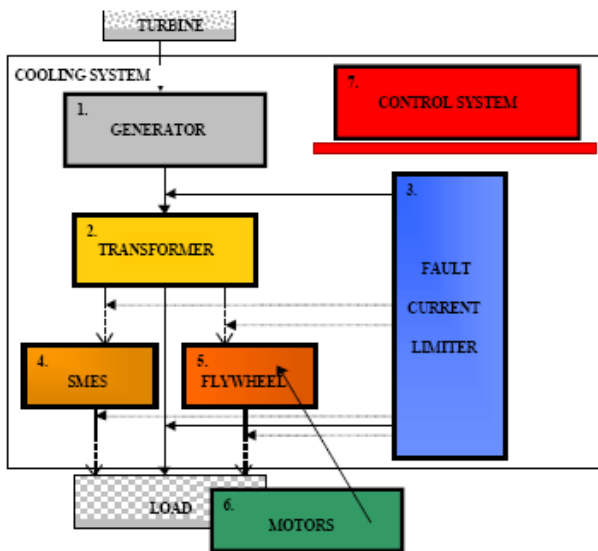 TURBINE
COOLING SYSTEM
1.
GENERATOR
7.
CONTROL SYSTEM
2.
TRANSFORMER
3.
FAULT
CURRENT
LIMITER
4.
SMES
5.
FLYWHEEL
LOAD
6.
MOTORS